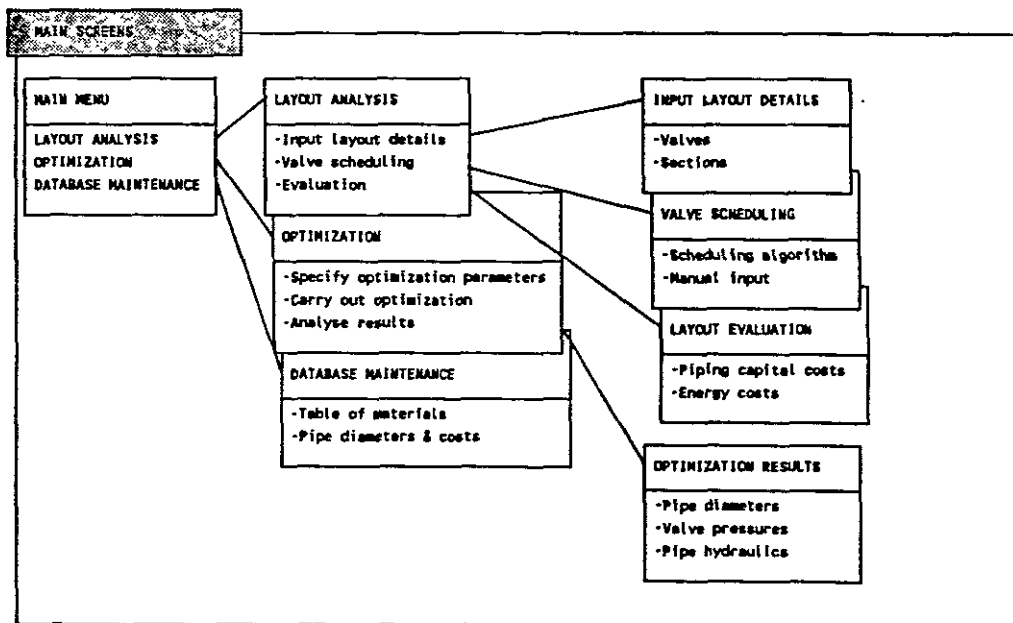 MAIN SCREENS
MAIN MENU
LAYOUT ANALYSIS
OPTIMIZATION
DATABASE MAINTENANCE
LAYOUT ANALYSIS
-Input layout details
-Valve scheduling
-Evaluation
OPTIMIZATION
-Specify optimization parameters
-Carry out optimization
-Analyse results
DATABASE MAINTENANCE
-Table of materials
-Pipe diameters & costs
INPUT LAYOUT DETAILS
-Valves
-Sections
VALVE SCHEDULING
-Scheduling algorithm
-Manual input
LAYOUT EVALUATION
-Piping capital costs
-Energy costs
OPTIMIZATION RESULTS
-Pipe diameters
-Valve pressures
-Pipe hydraulics